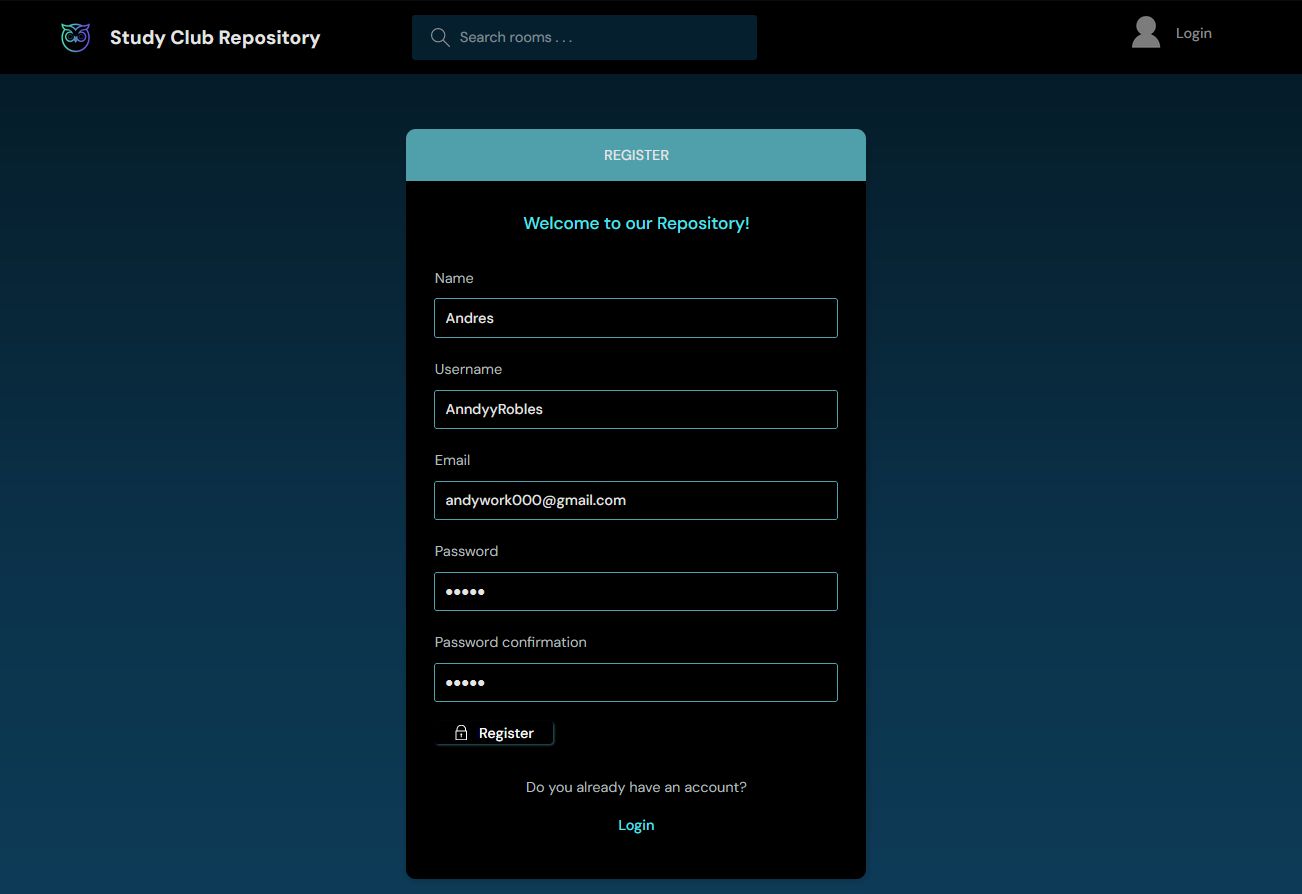 Study Club Repository
Search rooms . . .
Login
REGISTER
Welcome to our Repository!
Name
Andres
Username
AnndyyRobles
Email
andywork000@gmail.com
Password
•••••
Password confirmation
•••••
Register
Do you already have an account?
Login